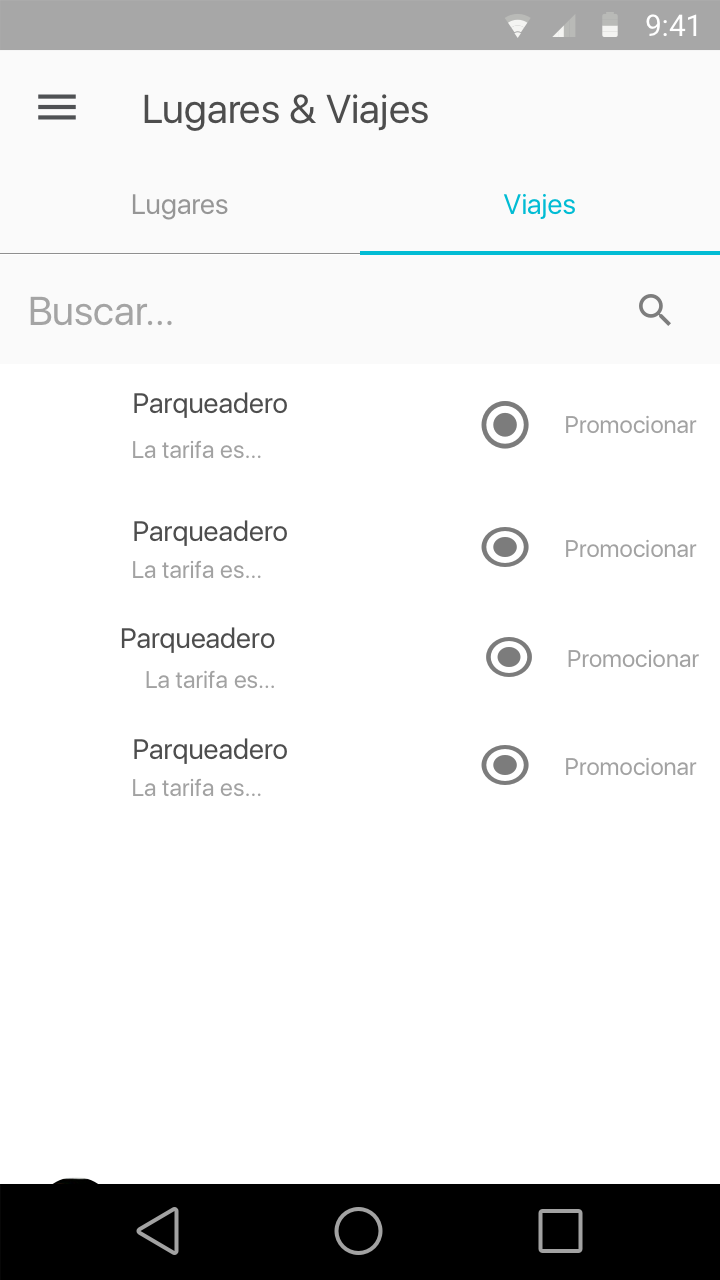 9:41
Lugares & Viajes
Lugares
Viajes
Buscar...
Parqueadero
La tarifa es...
Promocionar
Parqueadero
La tarifa es...
Promocionar
Parqueadero
La tarifa es...
Promocionar
Parqueadero
La tarifa es...
Promocionar